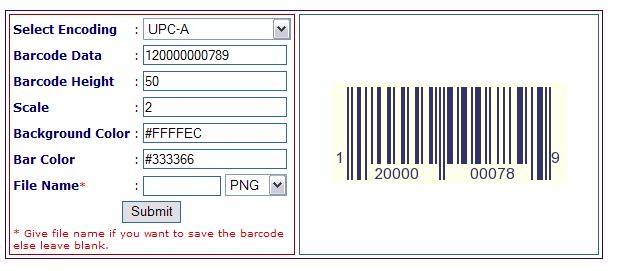 Select Encoding : UPC-A
Barcode Data : 120000000789
Barcode Height : 50
Scale : 2
Background Color : #FFFFEC
Bar Color : #333366
File Name* : PNG
Submit
* Give file name if you want to save the barcode
else leave blank.
1 20000 00078 9